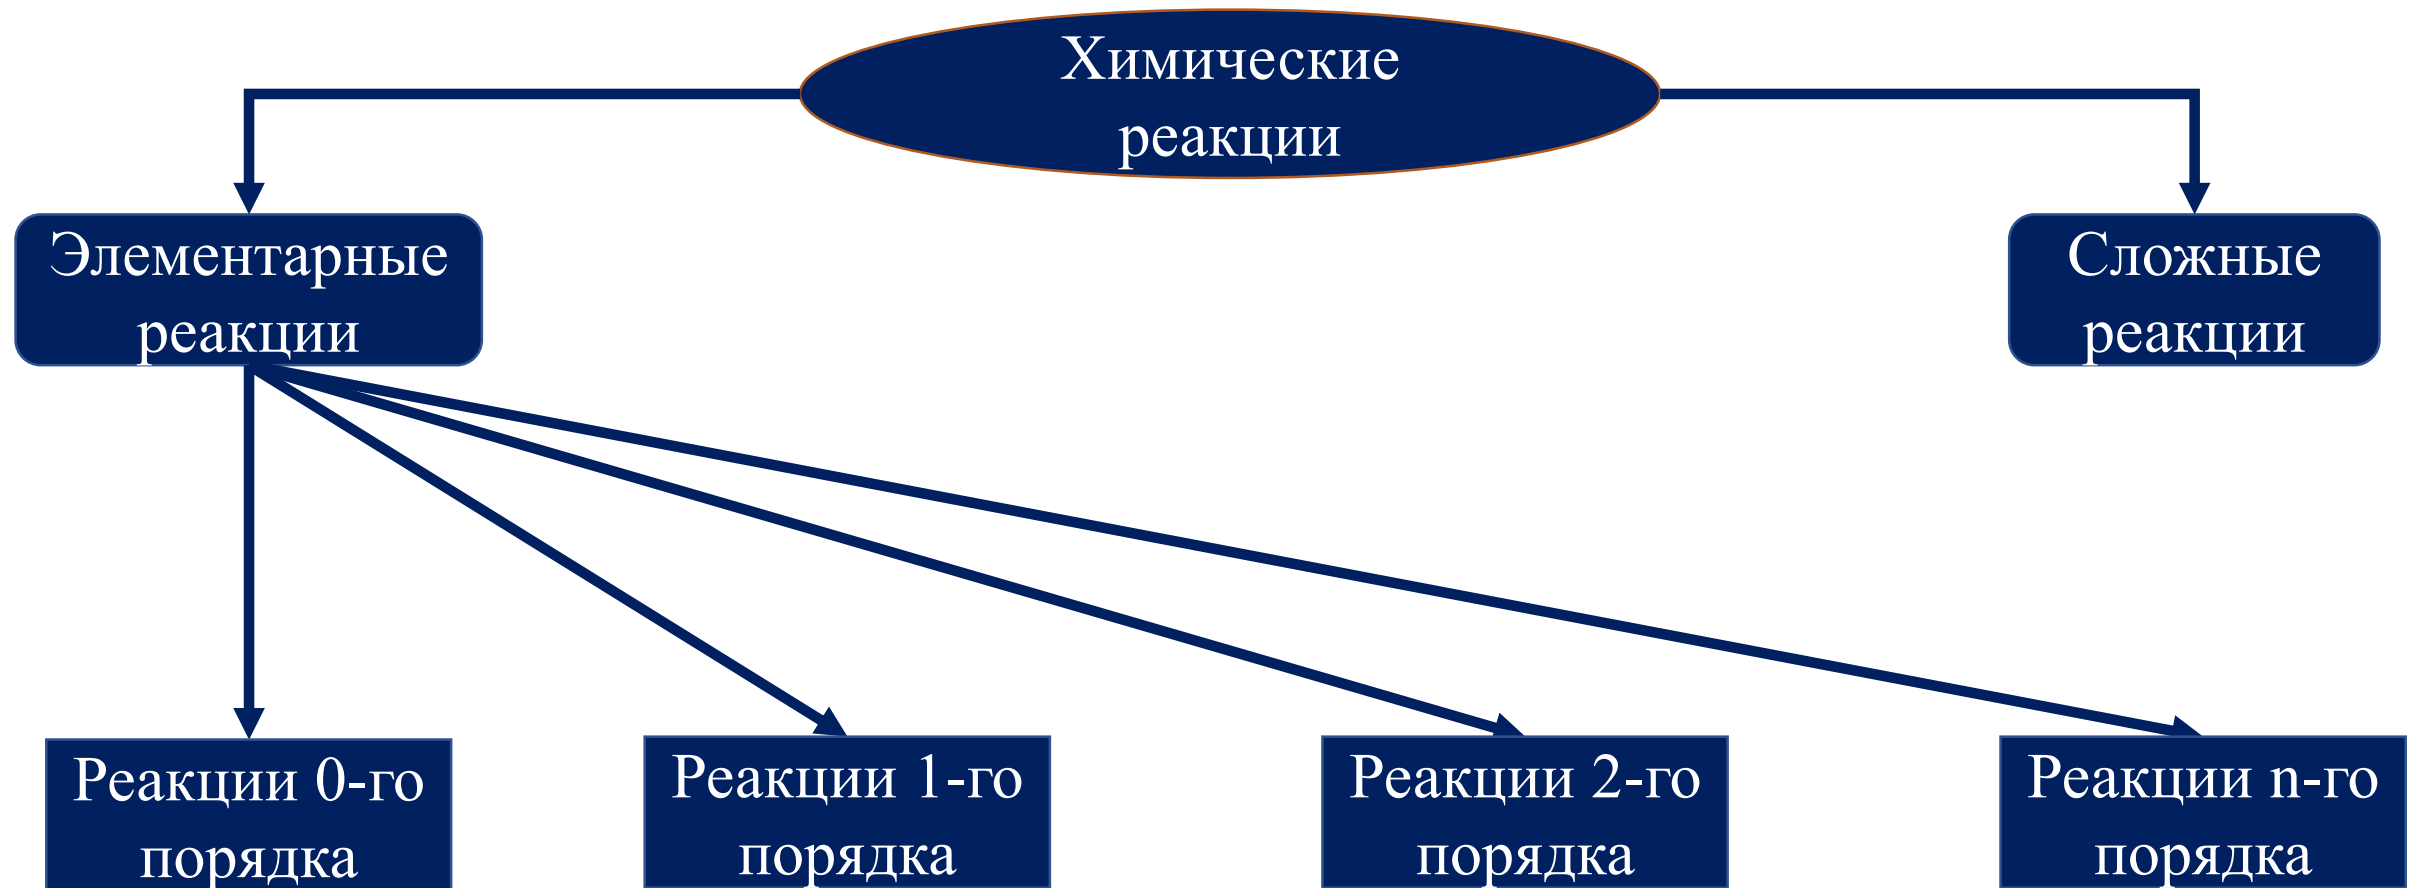 Химические
реакции
Элементарные
реакции
Сложные
реакции
Реакции 0-го
порядка
Реакции 1-го
порядка
Реакции 2-го
порядка
Реакции n-го
порядка